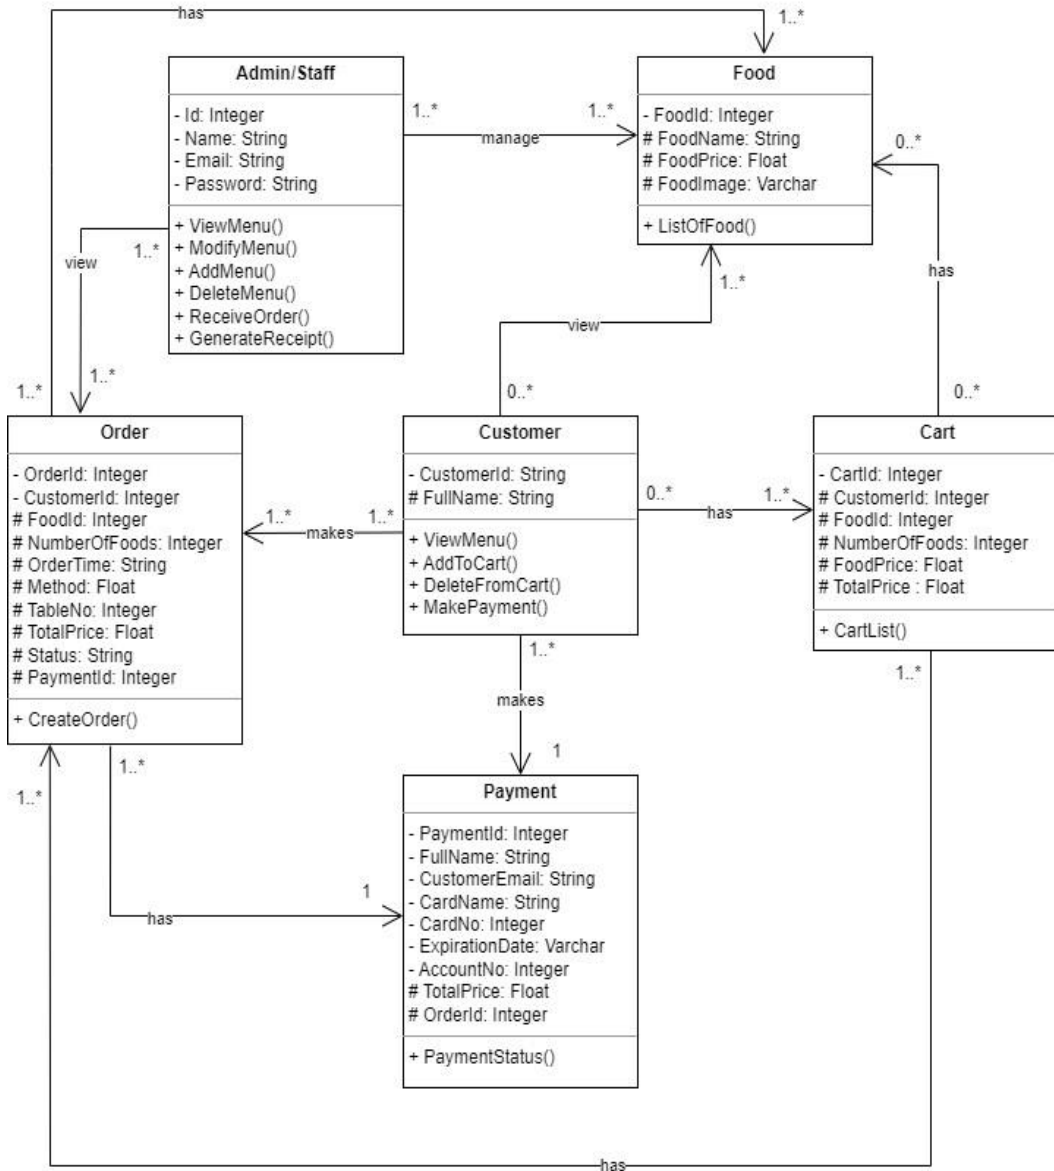 has
1..*
Admin/Staff
- Id: Integer
- Name: String
- Email: String
- Password: String
+ ViewMenu()
+ ModifyMenu()
+ AddMenu()
+ DeleteMenu()
+ ReceiveOrder()
+ GenerateReceipt()
1..*
manage
1..*
Food
- FoodId: Integer
# FoodName: String
# FoodPrice: Float
# FoodImage: Varchar
+ ListOfFood()
0..*
has
0..*
1..*
view
1..*
1..*
view
0..*
1..*
Order
- OrderId: Integer
- CustomerId: Integer
# FoodId: Integer
# NumberOfFoods: Integer
# OrderTime: String
# Method: Float
# TableNo: Integer
# TotalPrice: Float
# Status: String
# PaymentId: Integer
+ CreateOrder()
1..*
makes
1..*
Customer
- CustomerId: String
# FullName: String
+ ViewMenu()
+ AddToCart()
+ DeleteFromCart()
+ MakePayment()
0..*
has
1..*
Cart
- CartId: Integer
# CustomerId: Integer
# FoodId: Integer
# NumberOfFoods: Integer
# FoodPrice: Float
# TotalPrice : Float
+ CartList()
1..*
1..*
makes
1
1..*
1..*
Payment
- PaymentId: Integer
- FullName: String
- CustomerEmail: String
- CardName: String
- CardNo: Integer
- ExpirationDate: Varchar
- AccountNo: Integer
# TotalPrice: Float
# OrderId: Integer
+ PaymentStatus()
1
has
has